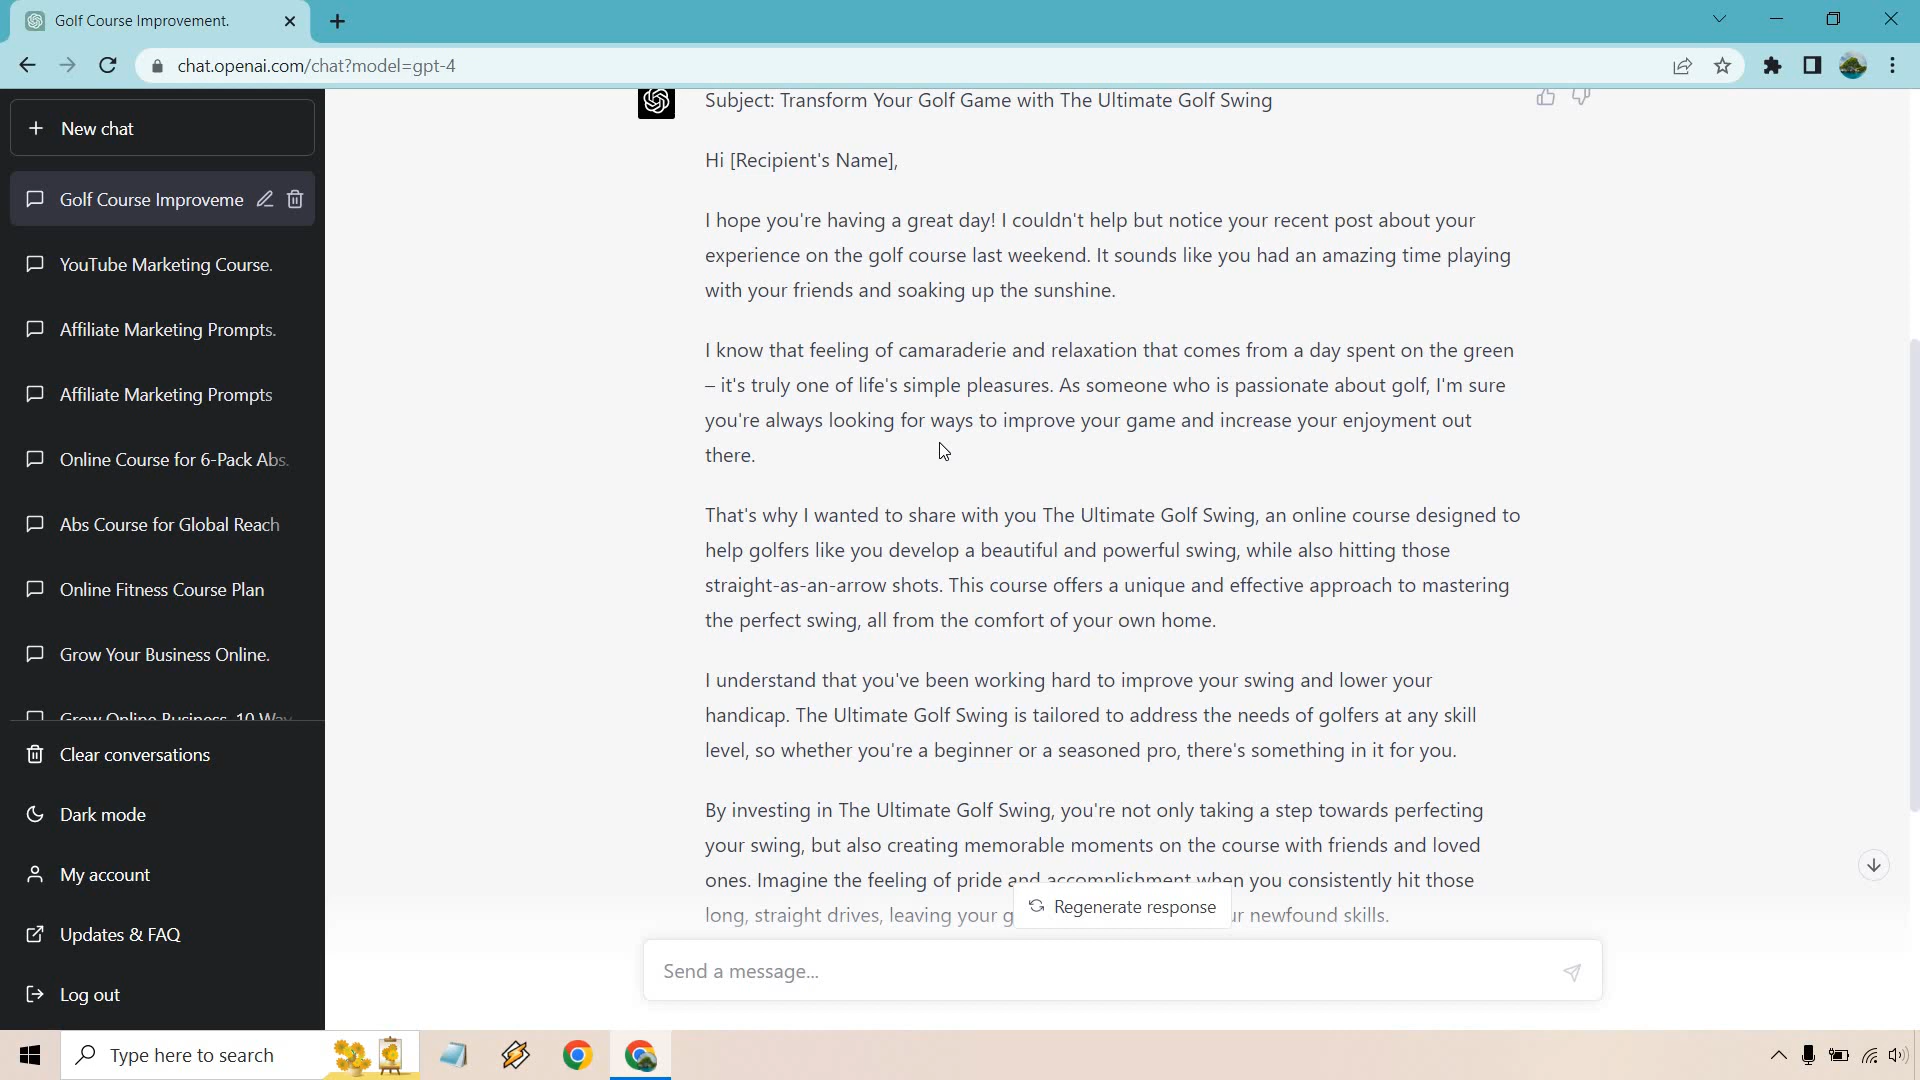 Golf Course Improvement.
chat.openai.com/chat?model=gpt-4
New chat
Golf Course Improveme
YouTube Marketing Course.
Affiliate Marketing Prompts.
Affiliate Marketing Prompts
Online Course for 6-Pack Abs.
Abs Course for Global Reach
Online Fitness Course Plan
Grow Your Business Online.
Grow Online Business. 10 Way
Clear conversations
Dark mode
My account
Updates & FAQ
Log out
Subject: Transform Your Golf Game with The Ultimate Golf Swing
Hi [Recipient's Name],
I hope you're having a great day! I couldn't help but notice your recent post about your
experience on the golf course last weekend. It sounds like you had an amazing time playing
with your friends and soaking up the sunshine.
I know that feeling of camaraderie and relaxation that comes from a day spent on the green
– it's truly one of life's simple pleasures. As someone who is passionate about golf, I'm sure
you're always looking for ways to improve your game and increase your enjoyment out
there.
That's why I wanted to share with you The Ultimate Golf Swing, an online course designed to
help golfers like you develop a beautiful and powerful swing, while also hitting those
straight-as-an-arrow shots. This course offers a unique and effective approach to mastering
the perfect swing, all from the comfort of your own home.
I understand that you've been working hard to improve your swing and lower your
handicap. The Ultimate Golf Swing is tailored to address the needs of golfers at any skill
level, so whether you're a beginner or a seasoned pro, there's something in it for you.
By investing in The Ultimate Golf Swing, you're not only taking a step towards perfecting
your swing, but also creating memorable moments on the course with friends and loved
ones. Imagine the feeling of pride and accomplishment when you consistently hit those
long, straight drives, leaving your g ur newfound skills.
Regenerate response
Send a message...
Type here to search